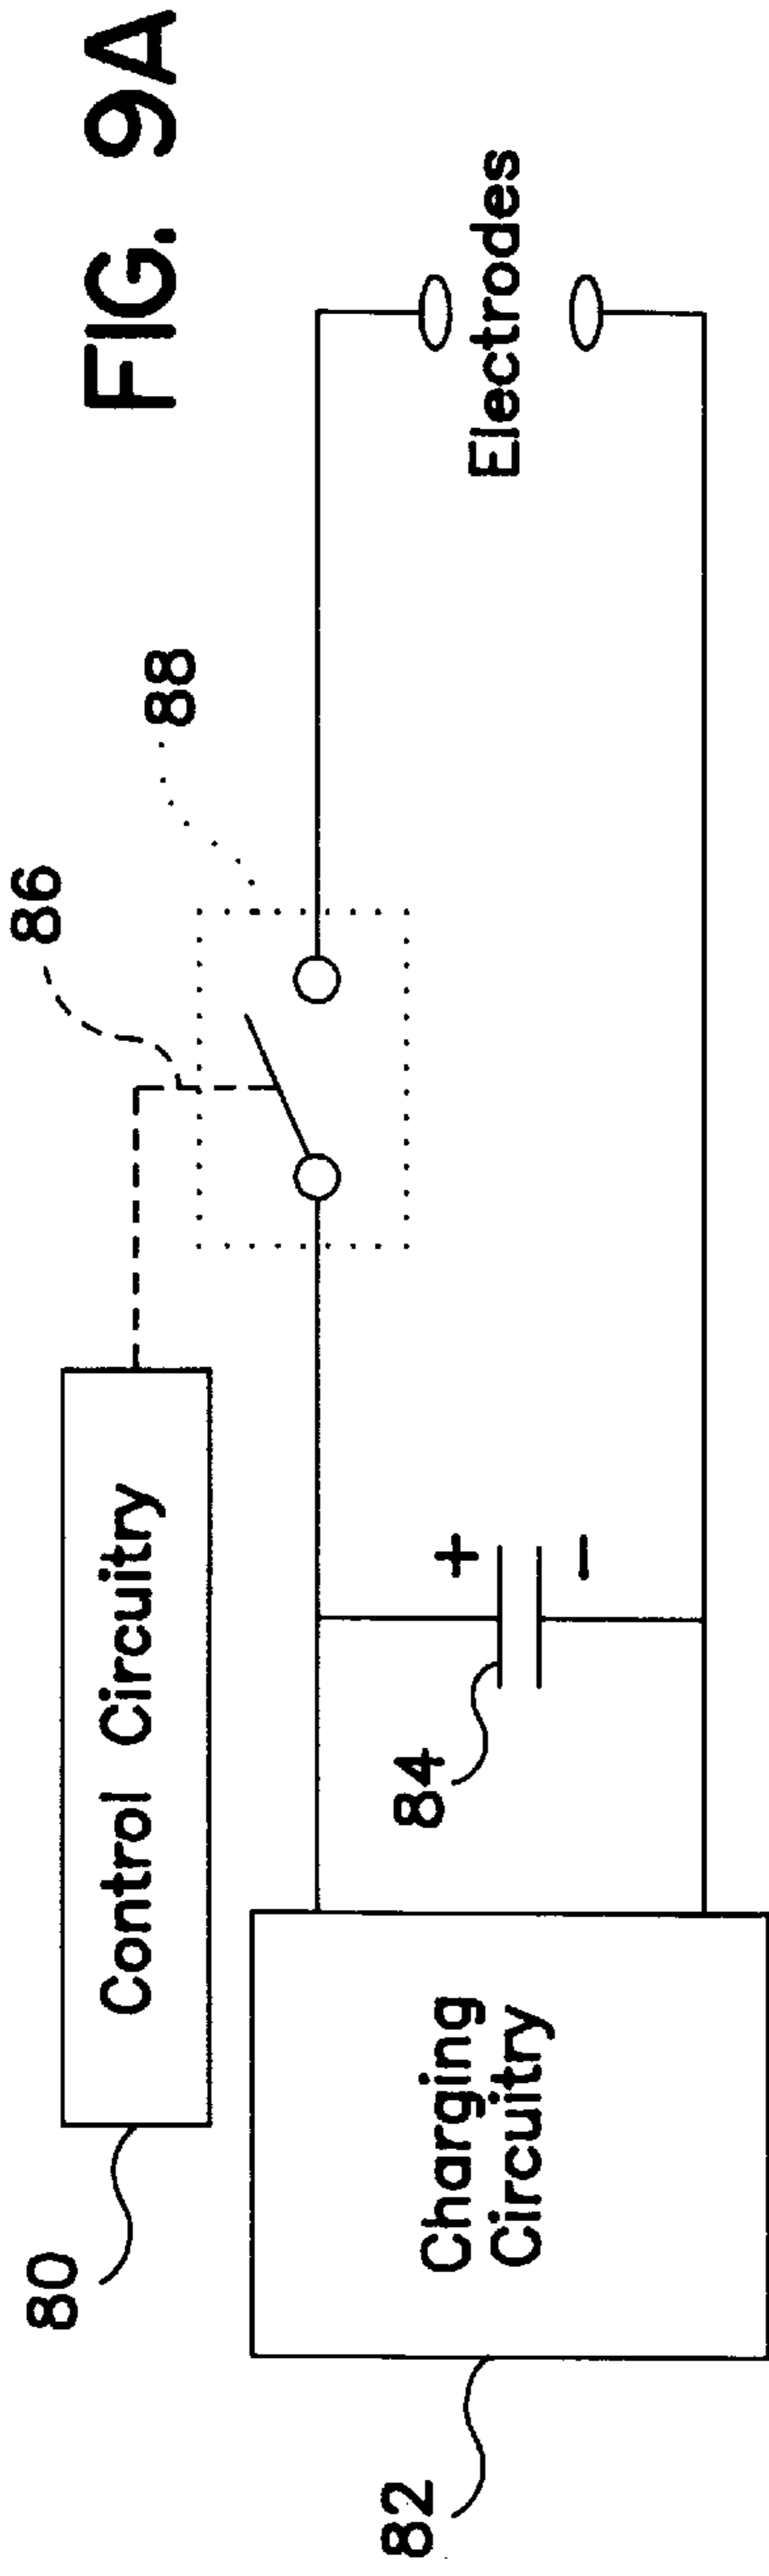 FIG. 9A
86
88
80
Control Circuitry
82
Charging
Circuitry
84
+
−
Electrodes